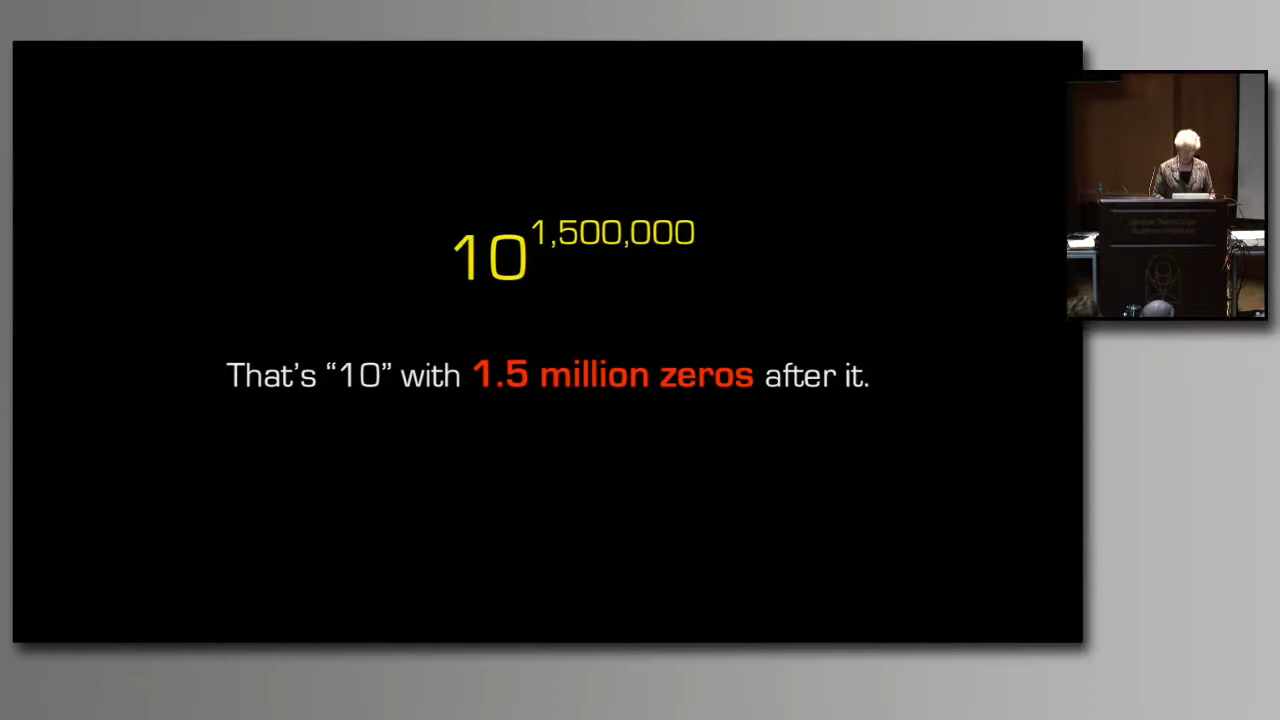 10^1,500,000
That's “10” with 1.5 million zeros after it.